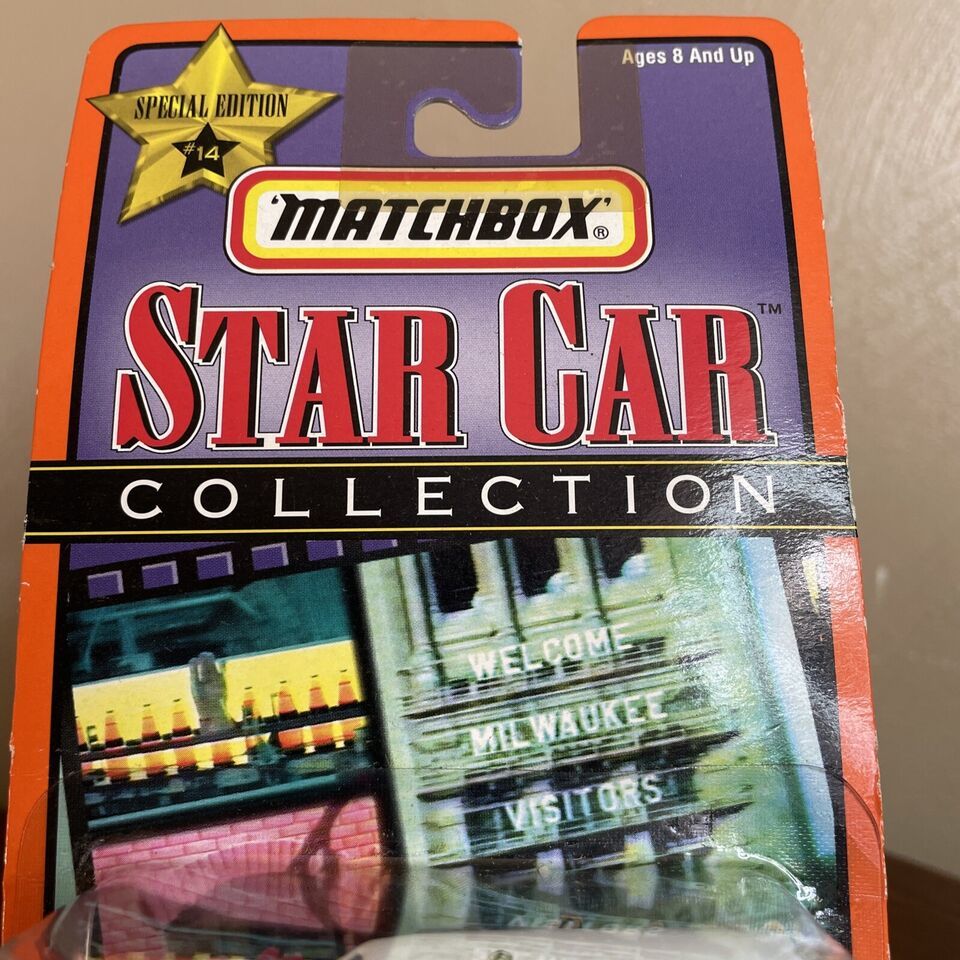 Ages 8 And Up
SPECIAL EDITION
#14
'MATCHBOX'®
STAR CAR™
COLLECTION
WELCOME
MILWAUKEE
VISITORS